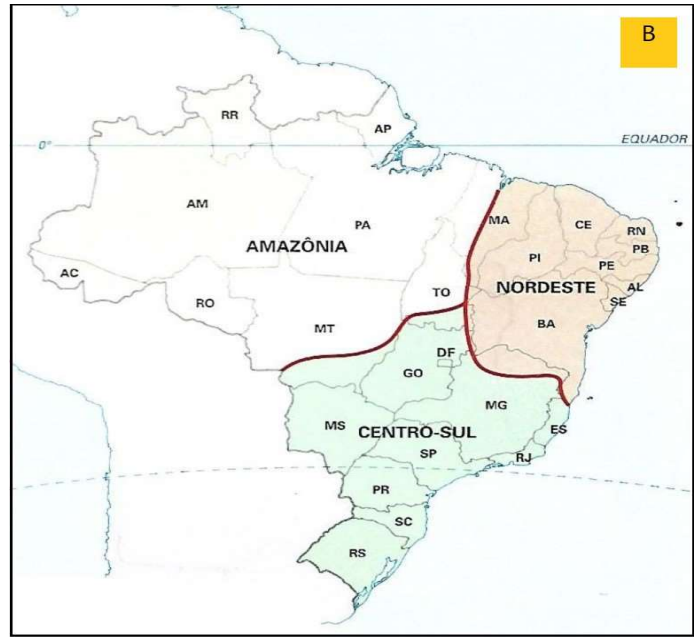 B
RR
AP
0°
EQUADOR
AM
PA
MA
CE
RN
PB
AMAZÔNIA
PI
PE
AC
TO
NORDESTE
AL
RO
SE
MT
BA
DF
GO
MG
MS
CENTRO-SUL
ES
SP
RJ
PR
SC
RS